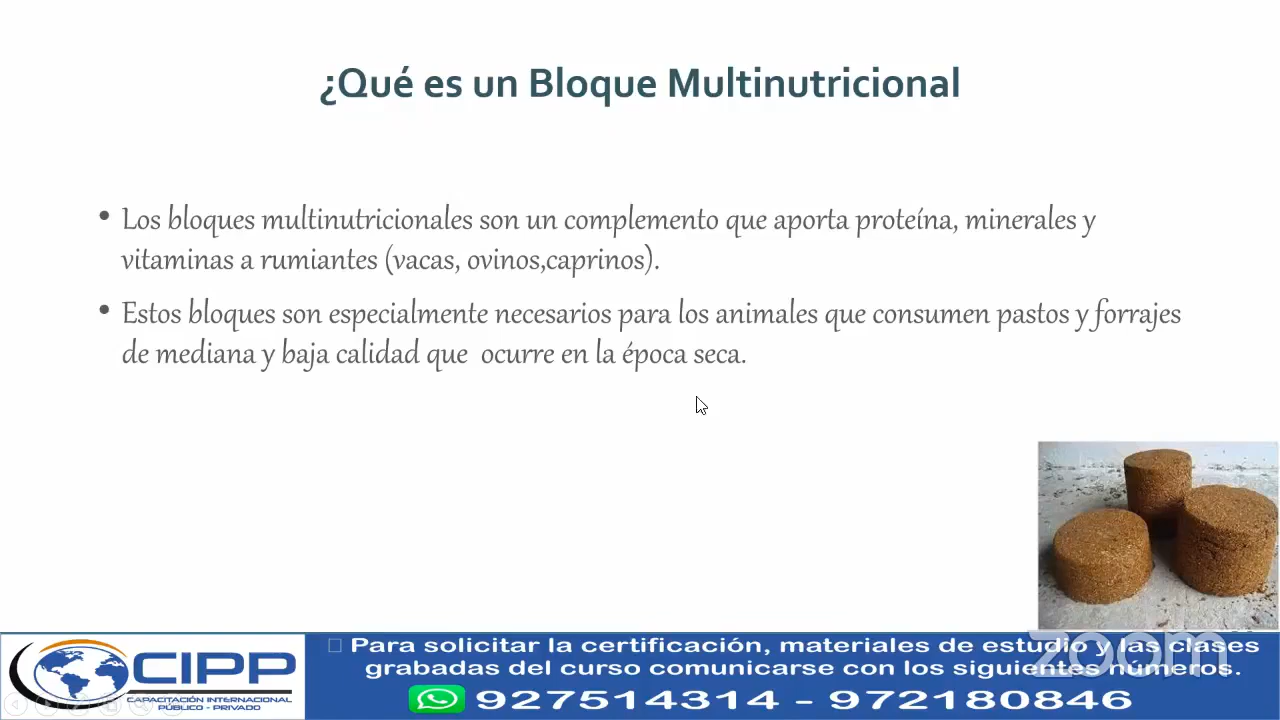 ¿Qué es un Bloque Multinutricional
• Los bloques multinutricionales son un complemento que aporta proteína, minerales y
vitaminas a rumiantes (vacas, ovinos,caprinos).
• Estos bloques son especialmente necesarios para los animales que consumen pastos y forrajes
de mediana y baja calidad que  ocurre en la época seca.
zoom
CIPP
CAPACITACIÓN INTERNACIONAL
PÚBLICO - PRIVADO
Para solicitar la certificación, materiales de estudio y las clases
grabadas del curso comunicarse con los siguientes números.
927514314 - 972180846